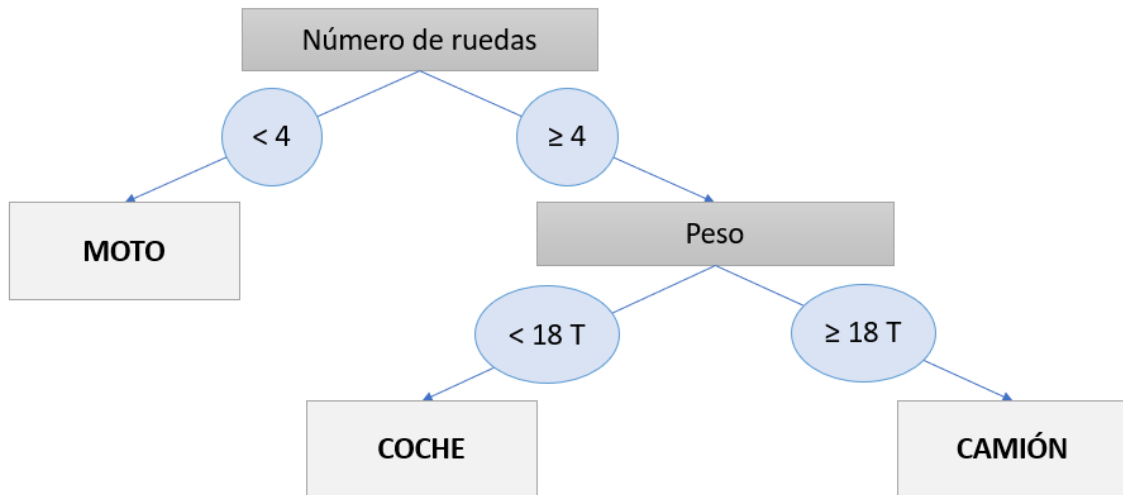 Número de ruedas
< 4
≥ 4
MOTO
Peso
< 18 T
≥ 18 T
COCHE
CAMIÓN